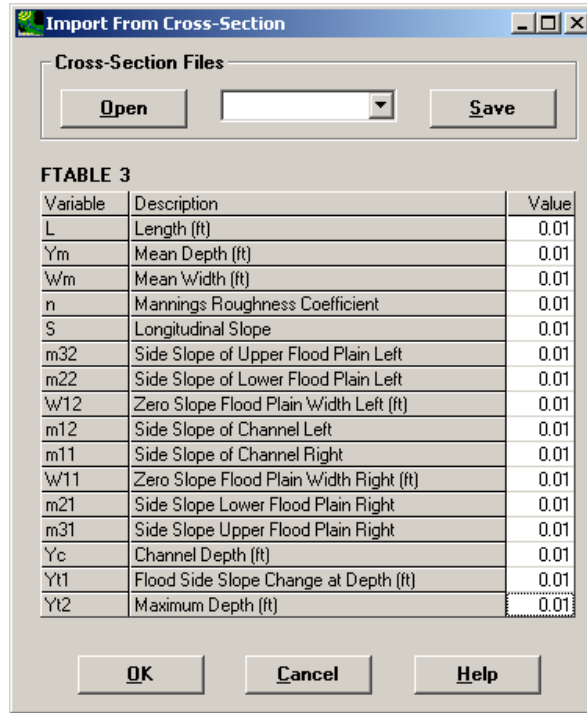 Import From Cross-Section
Cross-Section Files
Open Save
FTABLE 3
Variable Description Value
L Length (ft) 0.01
Ym Mean Depth (ft) 0.01
Wm Mean Width (ft) 0.01
n Mannings Roughness Coefficient 0.01
S Longitudinal Slope 0.01
m32 Side Slope of Upper Flood Plain Left 0.01
m22 Side Slope of Lower Flood Plain Left 0.01
W12 Zero Slope Flood Plain Width Left (ft) 0.01
m12 Side Slope of Channel Left 0.01
m11 Side Slope of Channel Right 0.01
W11 Zero Slope Flood Plain Width Right (ft) 0.01
m21 Side Slope Lower Flood Plain Right 0.01
m31 Side Slope Upper Flood Plain Right 0.01
Yc Channel Depth (ft) 0.01
Yt1 Flood Side Slope Change at Depth (ft) 0.01
Yt2 Maximum Depth (ft) 0.01
OK Cancel Help